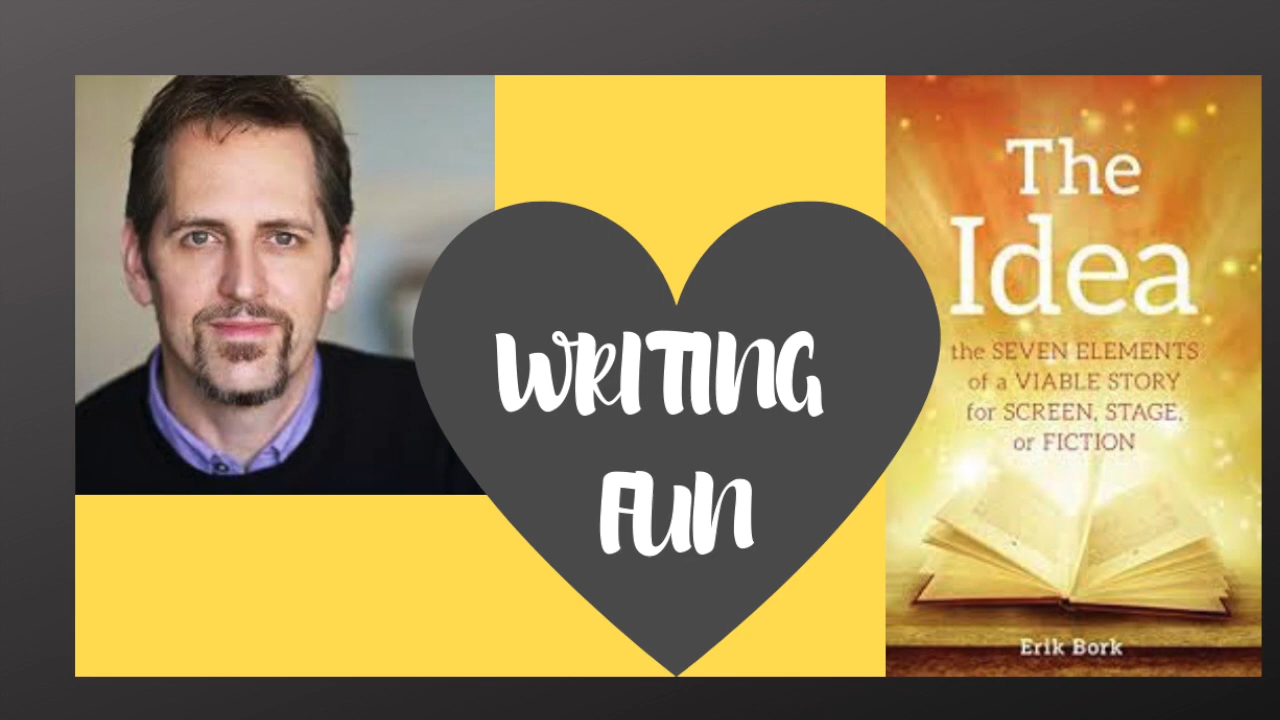 WRITING
FUN
The
Idea
the SEVEN ELEMENTS
of a VIABLE STORY
for SCREEN, STAGE,
or FICTION
Erik Bork